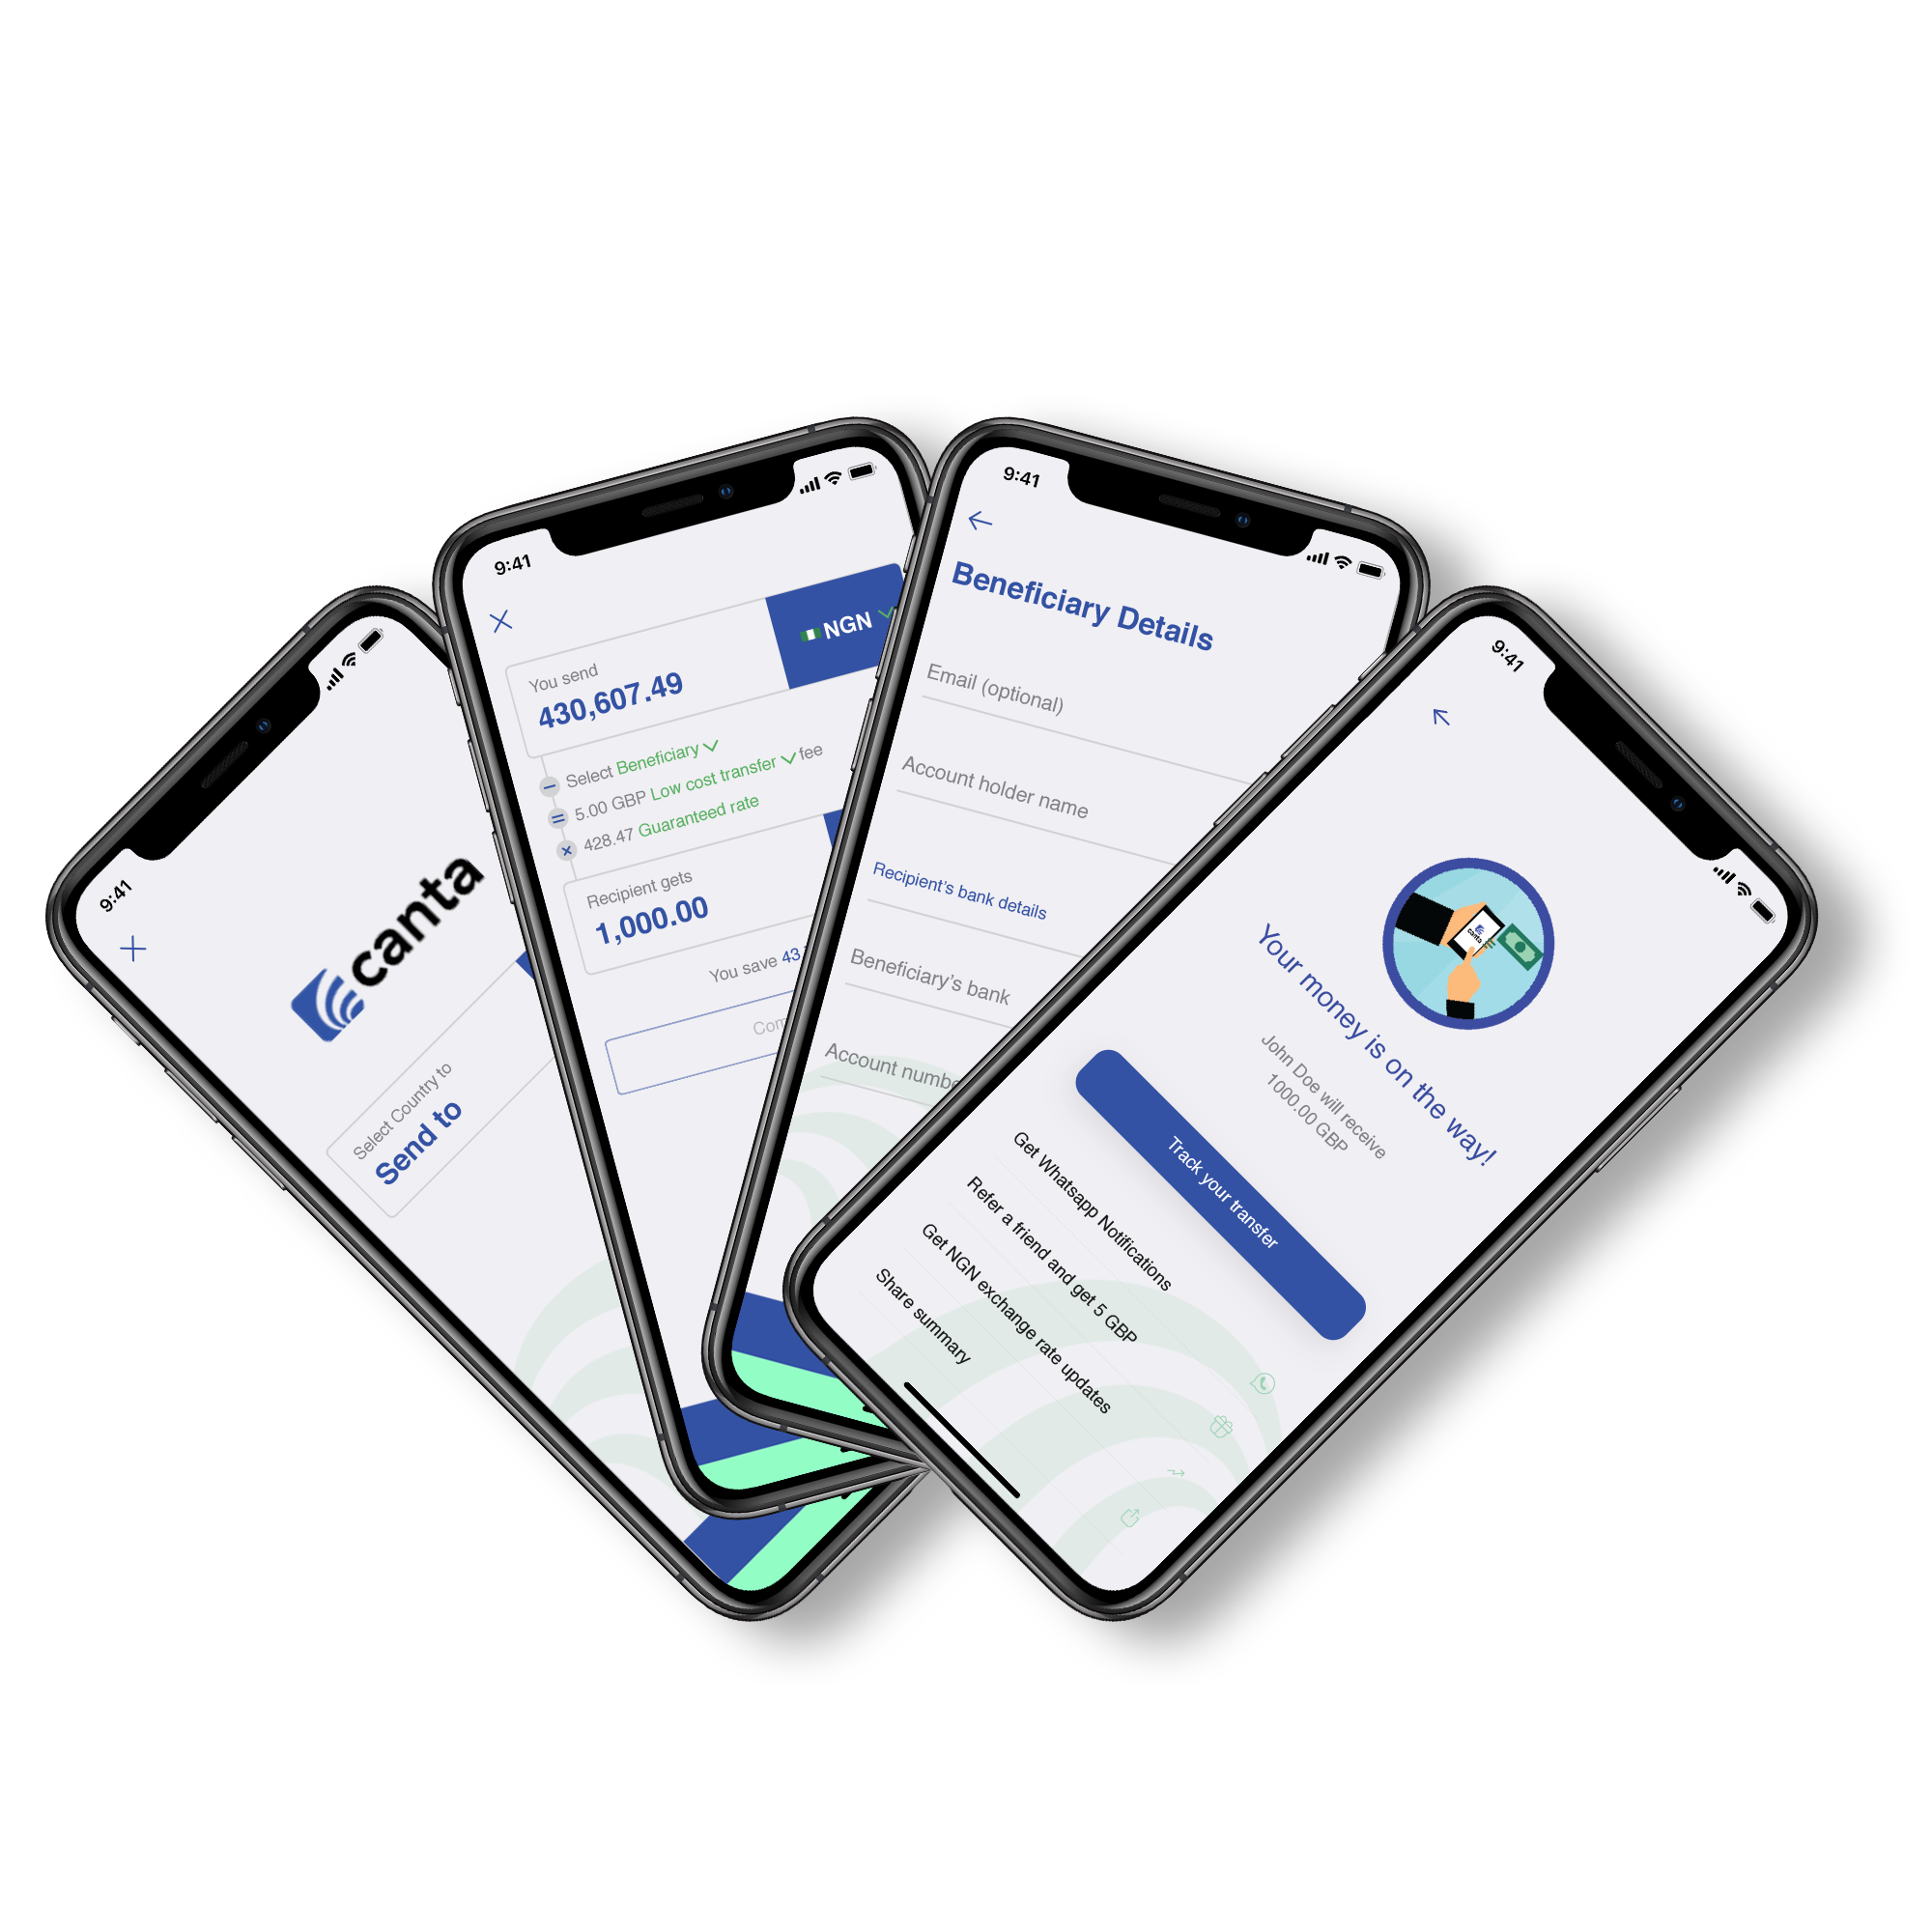 9:41
canta
Select Country to
Send to
9:41
You send
430,607.49
NGN
Select Beneficiary
5.00 GBP Low cost transfer fee
428.47 Guaranteed rate
Recipient gets
1,000.00
You save 43
9:41
Beneficiary Details
Email (optional)
Account holder name
Recipient's bank details
Beneficiary's bank
Account numbe
9:41
canta
Your money is on the way!
John Doe will receive
1000.00 GBP
Track your transfer
Get Whatsapp Notifications
Refer a friend and get 5 GBP
Get NGN exchange rate updates
Share summary